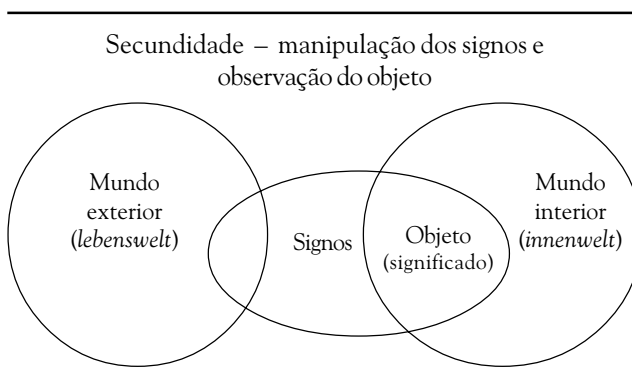 Secundidade – manipulação dos signos e
observação do objeto
Mundo
exterior
(lebenswelt)
Signos
Objeto
(significado)
Mundo
interior
(innenwelt)